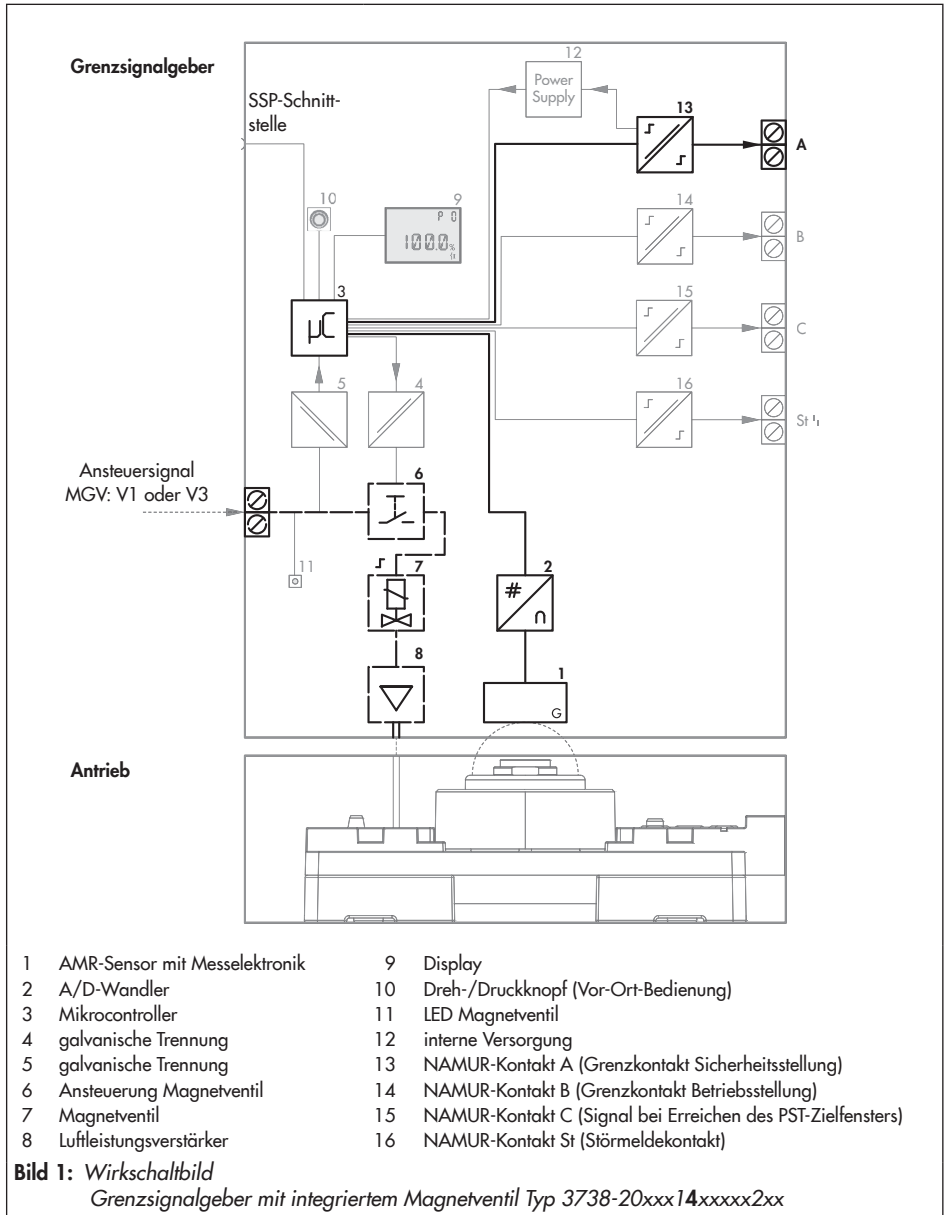 Grenzsignalgeber
SSP-Schnitt-
stelle
12
Power
Supply
13
A
10
9
P 0
100.0 %
14
B
3
µC
15
C
5
4
16
St
Ansteuersignal
MGV: V1 oder V3
6
11
7
2
#
∩
8
1
G
Antrieb
1 AMR-Sensor mit Messelektronik
2 A/D-Wandler
3 Mikrocontroller
4 galvanische Trennung
5 galvanische Trennung
6 Ansteuerung Magnetventil
7 Magnetventil
8 Luftleistungsverstärker
9 Display
10 Dreh-/Druckknopf (Vor-Ort-Bedienung)
11 LED Magnetventil
12 interne Versorgung
13 NAMUR-Kontakt A (Grenzkontakt Sicherheitsstellung)
14 NAMUR-Kontakt B (Grenzkontakt Betriebsstellung)
15 NAMUR-Kontakt C (Signal bei Erreichen des PST-Zielfensters)
16 NAMUR-Kontakt St (Störmeldekontakt)
Bild 1: Wirkschaltbild
Grenzsignalgeber mit integriertem Magnetventil Typ 3738-20xxx14xxxxx2xx